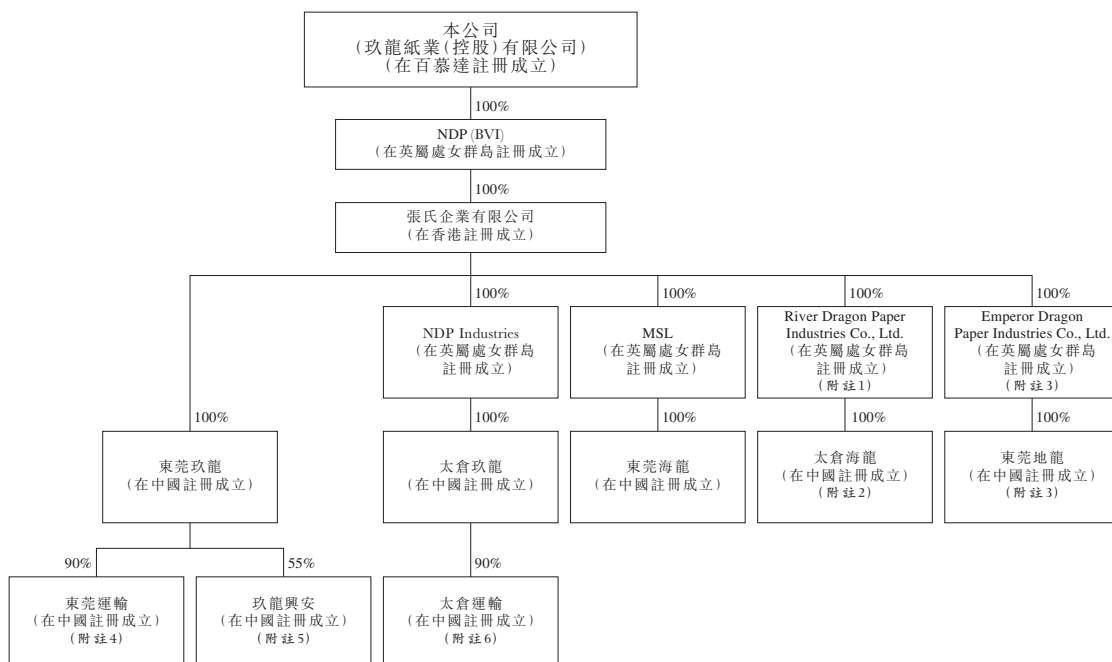 本公司
(玖龍紙業(控股)有限公司)
(在百慕達註冊成立)
100%
NDP (BVI)
(在英屬處女群島註冊成立)
100%
張氏企業有限公司
(在香港註冊成立)
100%
100%
100%
100%
NDP Industries
(在英屬處女群島
註冊成立)
MSL
(在英屬處女群島
註冊成立)
River Dragon Paper
Industries Co., Ltd.
(在英屬處女群島
註冊成立)
(附註1)
Emperor Dragon
Paper Industries Co., Ltd.
(在英屬處女群島
註冊成立)
(附註3)
100%
100%
100%
100%
100%
東莞玖龍
(在中國註冊成立)
太倉玖龍
(在中國註冊成立)
東莞海龍
(在中國註冊成立)
太倉海龍
(在中國註冊成立)
(附註2)
東莞地龍
(在中國註冊成立)
(附註3)
90%
55%
90%
東莞運輸
(在中國註冊成立)
(附註4)
玖龍興安
(在中國註冊成立)
(附註5)
太倉運輸
(在中國註冊成立)
(附註6)